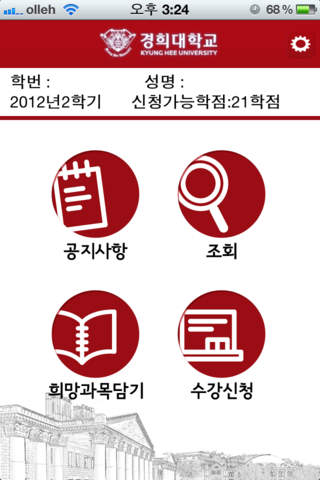 olleh 오후 3:24 68%
경희대학교
KYUNG HEE UNIVERSITY
학번 : 성명 :
2012년2학기 신청가능학점:21학점
공지사항 조회
희망과목담기 수강신청